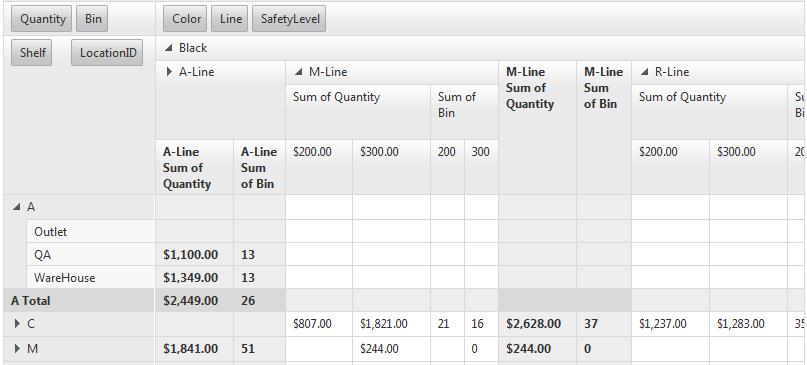 Quantity Bin Color Line SafetyLevel
Shelf LocationID Black
A-Line M-Line M-Line Sum of Quantity M-Line Sum of Bin R-Line
Sum of Quantity Sum of Bin Sum of Quantity
A-Line Sum of Quantity A-Line Sum of Bin $200.00 $300.00 200 300 $200.00 $300.00
A
Outlet
QA $1,100.00 13
WareHouse $1,349.00 13
A Total $2,449.00 26
C $807.00 $1,821.00 21 16 $2,628.00 37 $1,237.00 $1,283.00
M $1,841.00 51 $244.00 0 $244.00 0